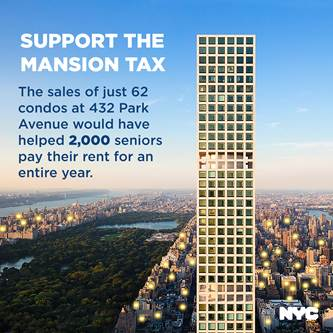 SUPPORT THE
MANSION TAX
The sales of just 62
condos at 432 Park
Avenue would have
helped 2,000 seniors
pay their rent for an
entire year.
NYC